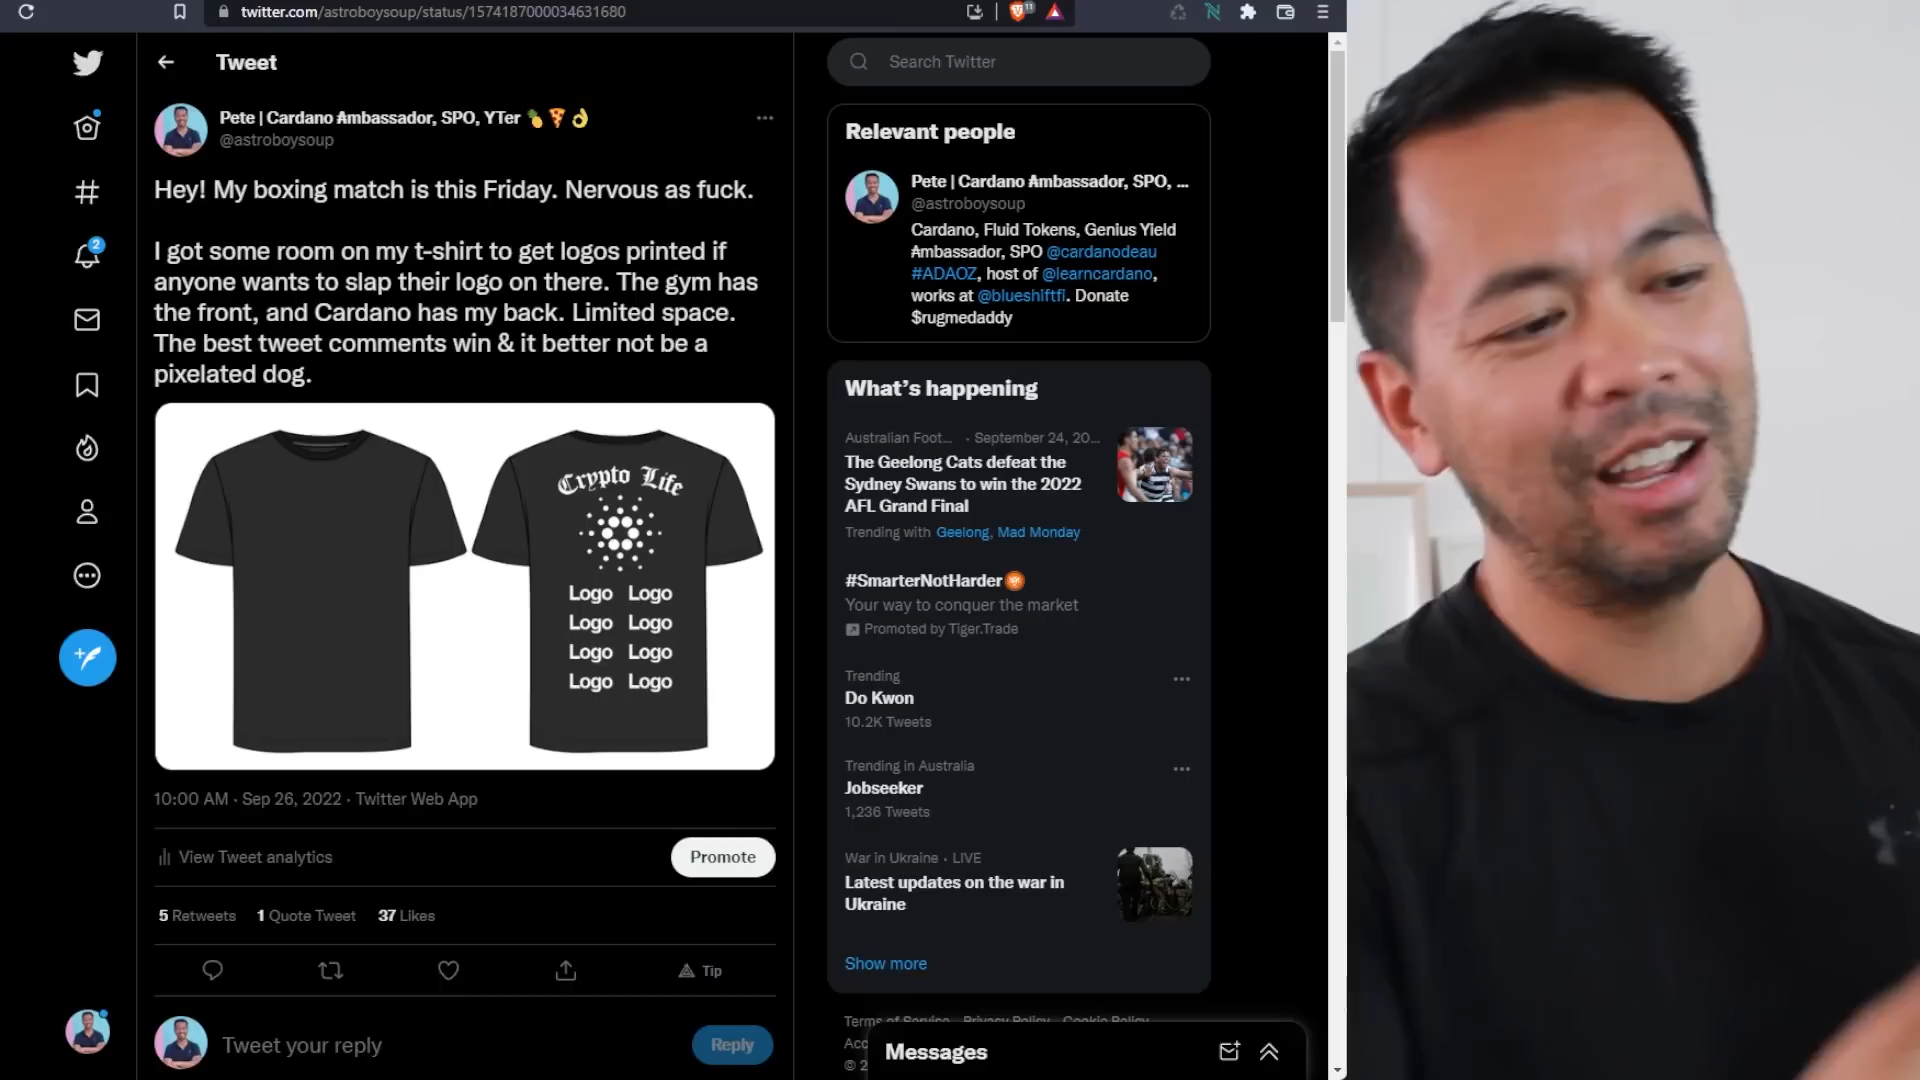 twitter.com/astroboysoup/status/1574187000034631680
11
Tweet
Search Twitter
Pete | Cardano Ambassador, SPO, YTer 🍍🍕👌
@astroboysoup
Hey! My boxing match is this Friday. Nervous as fuck.
I got some room on my t-shirt to get logos printed if
anyone wants to slap their logo on there. The gym has
the front, and Cardano has my back. Limited space.
The best tweet comments win & it better not be a
pixelated dog.
Crypto Life
Logo Logo
Logo Logo
Logo Logo
Logo Logo
10:00 AM · Sep 26, 2022 · Twitter Web App
View Tweet analytics
Promote
5 Retweets 1 Quote Tweet 37 Likes
Tip
Tweet your reply
Reply
2
Relevant people
Pete | Cardano Ambassador, SPO, ...
@astroboysoup
Cardano, Fluid Tokens, Genius Yield
Ambassador, SPO @cardanodeau
#ADAOZ, host of @learncardano,
works at @blueshiftfi. Donate
$rugmedaddy
What's happening
Australian Foot... · September 24, 20...
The Geelong Cats defeat the
Sydney Swans to win the 2022
AFL Grand Final
Trending with Geelong, Mad Monday
#SmarterNotHarder
Your way to conquer the market
Promoted by Tiger.Trade
Trending
Do Kwon
10.2K Tweets
Trending in Australia
Jobseeker
1,236 Tweets
War in Ukraine · LIVE
Latest updates on the war in
Ukraine
Show more
Terms of Service Privacy Policy Cookie Policy
Messages